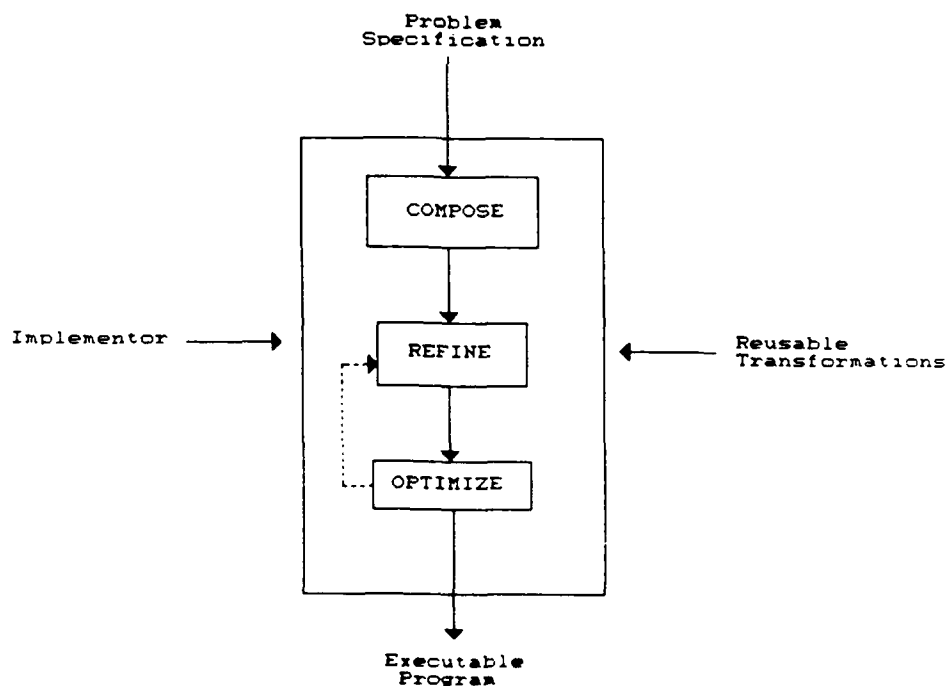 Problem
Specification
COMPOSE
Implementor
REFINE
Reusable
Transformations
OPTIMIZE
Executable
Program